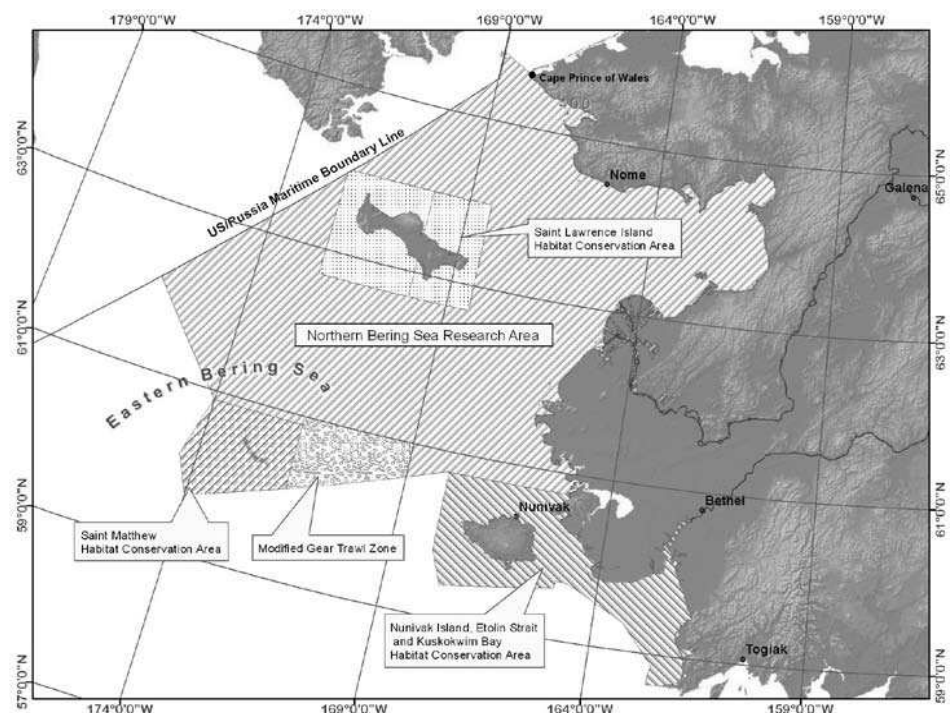 179°0'0"W
174°0'0"W
169°0'0"W
164°0'0"W
159°0'0"W
Cape Prince of Wales
63°0'0"N
65°0'0"N
US/Russia Maritime Boundary Line
Nome
Galena
Saint Lawrence Island
Habitat Conservation Area
61°0'0"N
63°0'0"N
Northern Bering Sea Research Area
Eastern Bering Sea
59°0'0"N
61°0'0"N
Nunivak
Bethel
Saint Matthew
Habitat Conservation Area
Modified Gear Trawl Zone
Nunivak Island, Etolin Strait
and Kuskokwim Bay
Habitat Conservation Area
Togiak
57°0'0"N
59°0'0"N
174°0'0"W
169°0'0"W
164°0'0"W
159°0'0"W